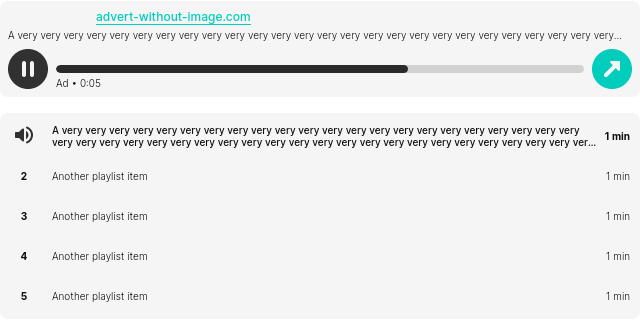 advert-without-image.com
A very very very very very very very very very very very very very very very very very very very very very very very very very very...
Ad • 0:05
A very very very very very very very very very very very very very very very very very very very very very very
very very very very very very very very very very very very very very very very very very very very very very ver...
1 min
2 Another playlist item 1 min
3 Another playlist item 1 min
4 Another playlist item 1 min
5 Another playlist item 1 min